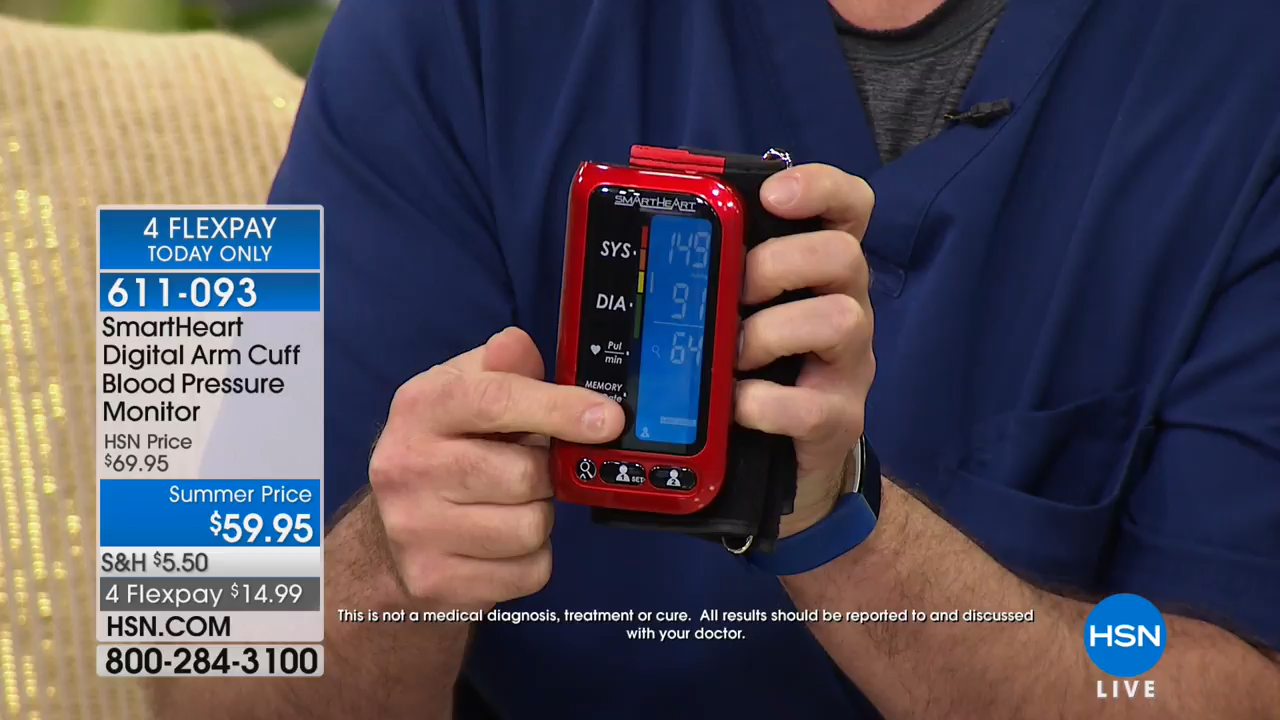 4 FLEXPAY
TODAY ONLY
611-093
SmartHeart
Digital Arm Cuff
Blood Pressure
Monitor
HSN Price
$69.95
Summer Price
$59.95
S&H $5.50
4 Flexpay $14.99
HSN.COM
800-284-3100
SMARTHEART
SYS
149
DIA
91
Pul
min
64
MEMORY
SET
This is not a medical diagnosis, treatment or cure. All results should be reported to and discussed
with your doctor.
HSN
LIVE